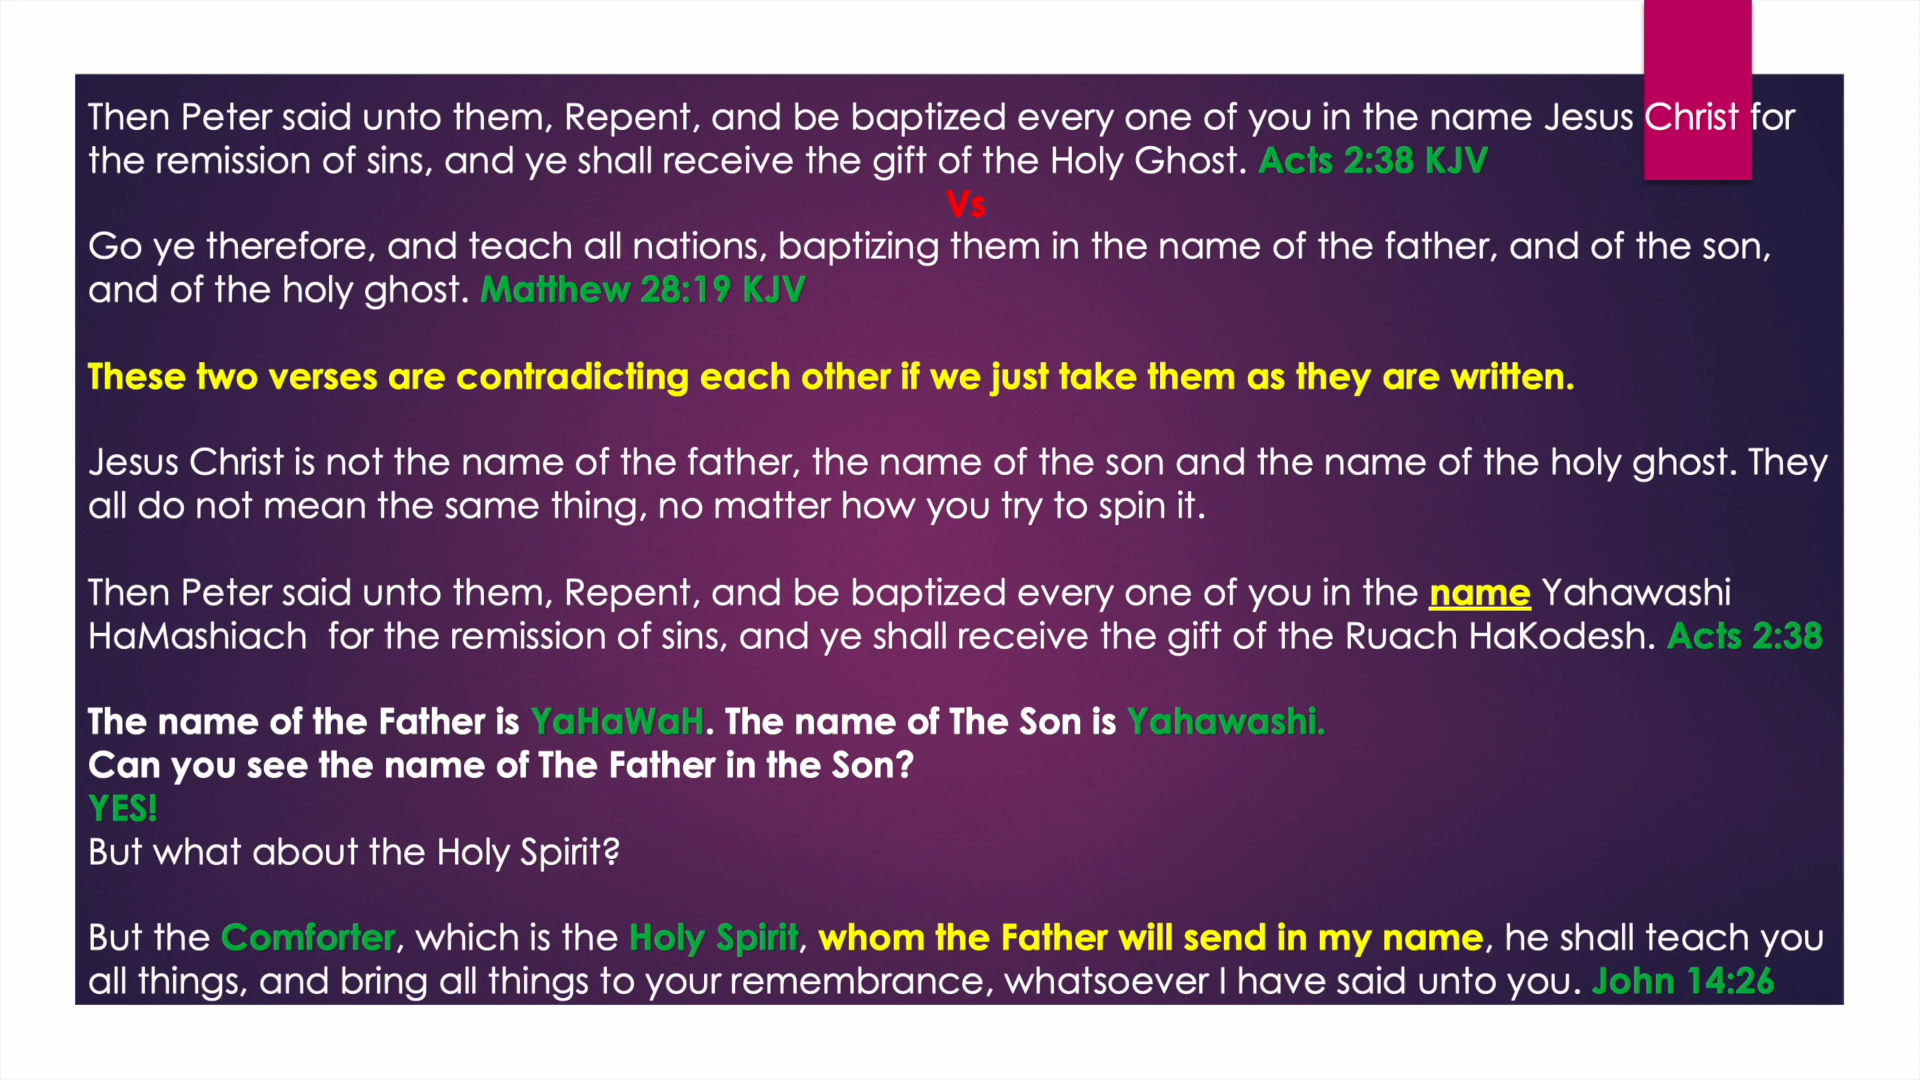 Then Peter said unto them, Repent, and be baptized every one of you in the name Jesus Christ for
the remission of sins, and ye shall receive the gift of the Holy Ghost. Acts 2:38 KJV
Vs
Go ye therefore, and teach all nations, baptizing them in the name of the father, and of the son,
and of the holy ghost. Matthew 28:19 KJV
These two verses are contradicting each other if we just take them as they are written.
Jesus Christ is not the name of the father, the name of the son and the name of the holy ghost. They
all do not mean the same thing, no matter how you try to spin it.
Then Peter said unto them, Repent, and be baptized every one of you in the name Yahawashi
HaMashiach  for the remission of sins, and ye shall receive the gift of the Ruach HaKodesh. Acts 2:38
The name of the Father is YaHaWaH. The name of The Son is Yahawashi.
Can you see the name of The Father in the Son?
YES!
But what about the Holy Spirit?
But the Comforter, which is the Holy Spirit, whom the Father will send in my name, he shall teach you
all things, and bring all things to your remembrance, whatsoever I have said unto you. John 14:26